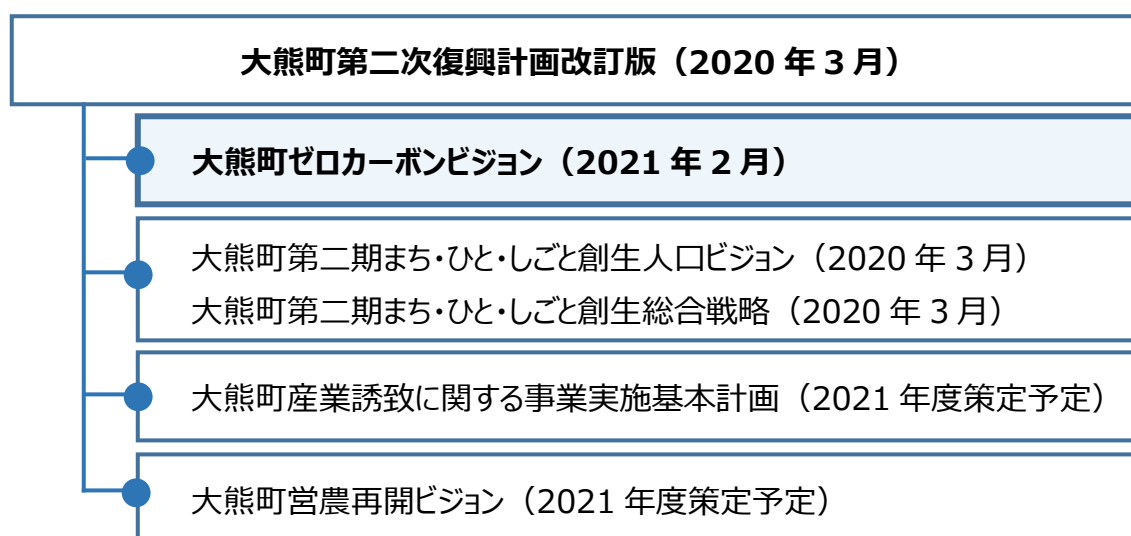 大熊町第二次復興計画改訂版（2020 年 3 月）
大熊町ゼロカーボンビジョン（2021 年 2 月）
大熊町第二期まち・ひと・しごと創生人口ビジョン（2020 年 3 月）
大熊町第二期まち・ひと・しごと創生総合戦略（2020 年 3 月）
大熊町産業誘致に関する事業実施基本計画（2021 年度策定予定）
大熊町営農再開ビジョン（2021 年度策定予定）